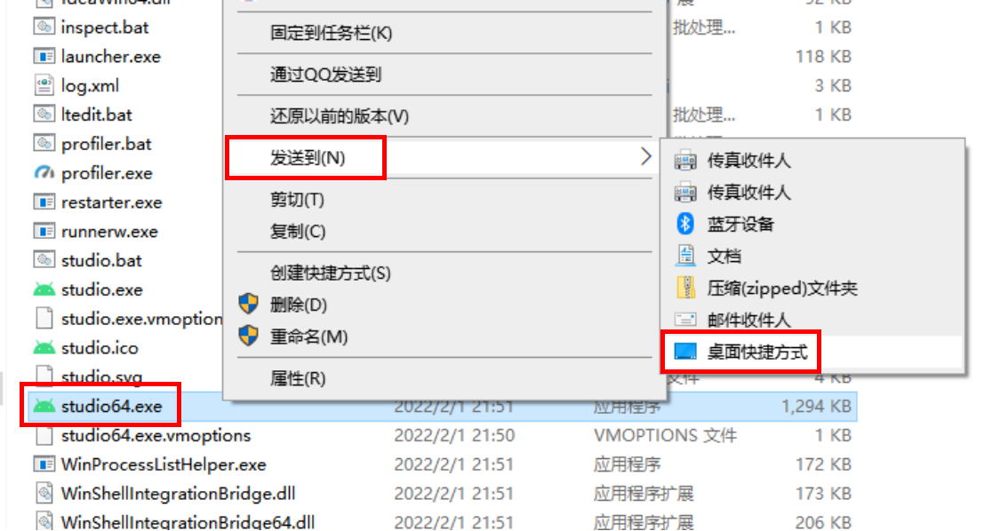 ideaWin64.dll
92 KB
inspect.bat
批处理...
1 KB
launcher.exe
118 KB
log.xml
3 KB
ltedit.bat
批处理...
1 KB
profiler.bat
profiler.exe
restarter.exe
runnerw.exe
studio.bat
studio.exe
studio.exe.vmoption
studio.ico
studio.svg
文件
4 KB
studio64.exe
2022/2/1 21:51
应用程序
1,294 KB
studio64.exe.vmoptions
2022/2/1 21:50
VMOPTIONS 文件
1 KB
WinProcessListHelper.exe
2022/2/1 21:51
应用程序
172 KB
WinShellIntegrationBridge.dll
2022/2/1 21:51
应用程序扩展
173 KB
WinShellIntegrationBridge64.dll
2022/2/1 21:51
应用程序扩展
206 KB
固定到任务栏(K)
通过QQ发送到
还原以前的版本(V)
发送到(N)
剪切(T)
复制(C)
创建快捷方式(S)
删除(D)
重命名(M)
属性(R)
传真收件人
传真收件人
蓝牙设备
文档
压缩(zipped)文件夹
邮件收件人
桌面快捷方式